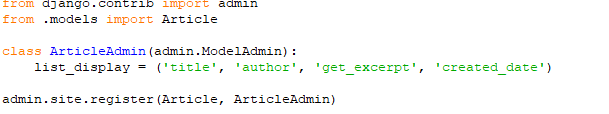 from django.contrib import admin
from .models import Article
class ArticleAdmin(admin.ModelAdmin):
    list_display = ('title', 'author', 'get_excerpt', 'created_date')
admin.site.register(Article, ArticleAdmin)